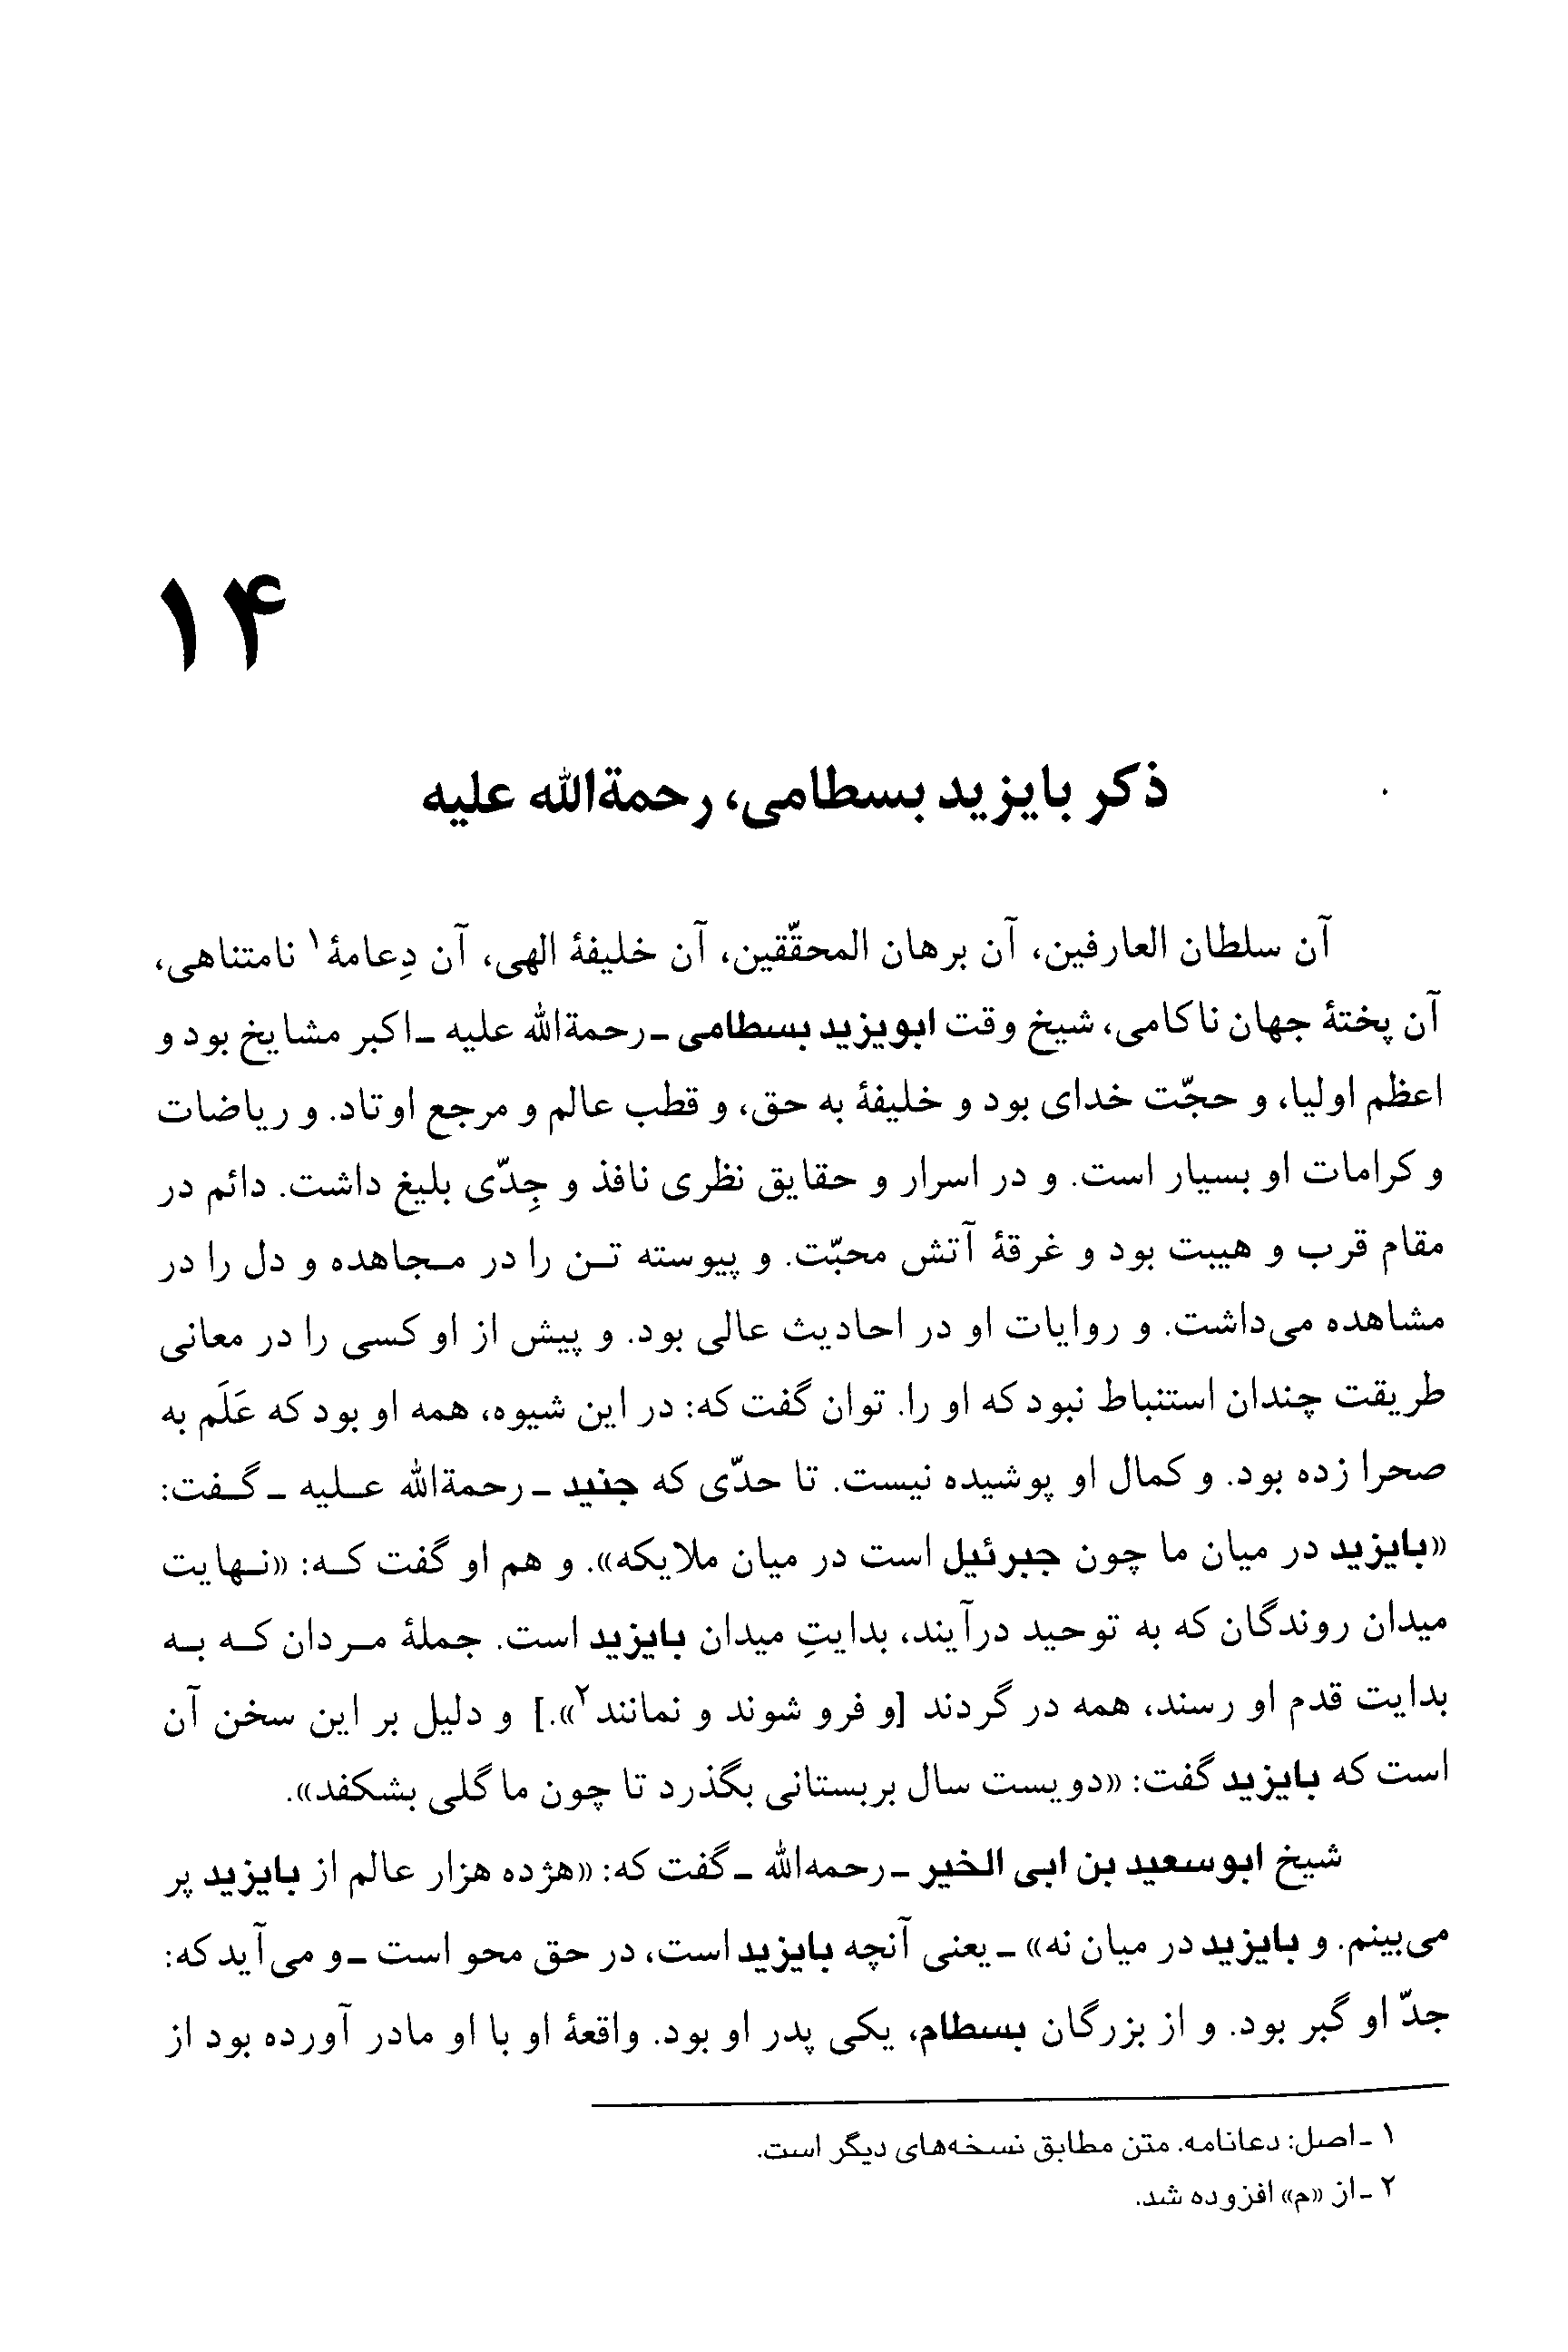 ۱۴
ذکر بایزید بسطامی، رحمةالله علیه
آن سلطان العارفین، آن برهان المحقّقین، آن خلیفهٔ الهی، آن دِعامهٔ۱ نامتناهی،
آن پختهٔ جهان ناکامی، شیخ وقت ابویزید بسطامی ـ رحمةالله علیه ـ اکبر مشایخ بود و
اعظم اولیا، و حجّت خدای بود و خلیفهٔ به حق، و قطب عالم و مرجع اوتاد. و ریاضات
و کرامات او بسیار است. و در اسرار و حقایق نظری نافذ و جِدّی بلیغ داشت. دائم در
مقام قرب و هیبت بود و غرقهٔ آتش محبّت. و پیوسته تـن را در مـجاهده و دل را در
مشاهده می‌داشت. و روایات او در احادیث عالی بود. و پیش از او کسی را در معانی
طریقت چندان استنباط نبود که او را. توان گفت که: در این شیوه، همه او بود که عَلَم به
صحرا زده بود. و کمال او پوشیده نیست. تا حدّی که جنید ـ رحمةالله عـلیه ـ گـفت:
«بایزید در میان ما چون جبرئیل است در میان ملایکه». و هم او گفت کـه: «نـهایت
میدان روندگان که به توحید درآیند، بدایتِ میدان بایزید است. جملهٔ مـردان کـه بـه
بدایت قدم او رسند، همه در گردند [و فرو شوند و نمانند۲».] و دلیل بر این سخن آن
است که بایزید گفت: «دویست سال بربستانی بگذرد تا چون ما گلی بشکفد».
شیخ ابوسعید بن ابی الخیر ـ رحمه‌الله ـ گفت که: «هژده هزار عالم از بایزید پر
می‌بینم. و بایزید در میان نه» ـ یعنی آنچه بایزید است، در حق محو است ـ و می‌آید که:
جدّ او گبر بود. و از بزرگان بسطام، یکی پدر او بود. واقعهٔ او با او مادر آورده بود از
۱ ـ اصل: دعانامه. متن مطابق نسخه‌های دیگر است.
۲ ـ از «م» افزوده شد.